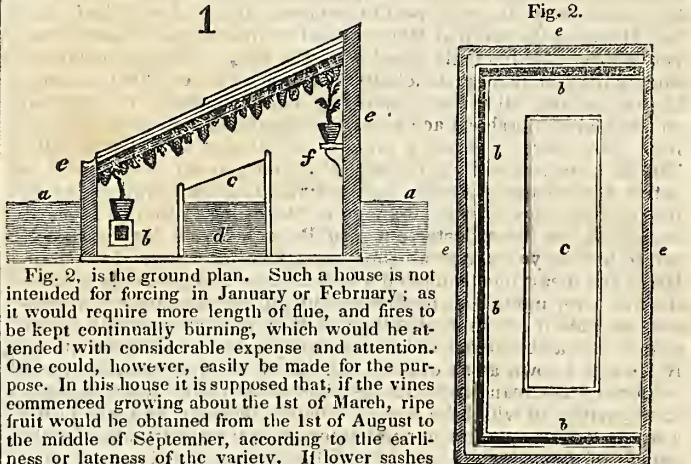 1
Fig. 2.
e
b
e
e
f
b
c
a
a
e
c
e
d
b
b
b
Fig. 2, is the ground plan. Such a house is not
intended for forcing in January or February; as
it would require more length of flue, and fires to
be kept continually burning, which would be at-
tended with considerable expense and attention.
One could, however, easily be made for the pur-
pose. In this house it is supposed that, if the vines
commenced growing about the 1st of March, ripe
fruit would be obtained from the 1st of August to
the middle of September, according to the earli-
ness or lateness of the variety. If lower sashes